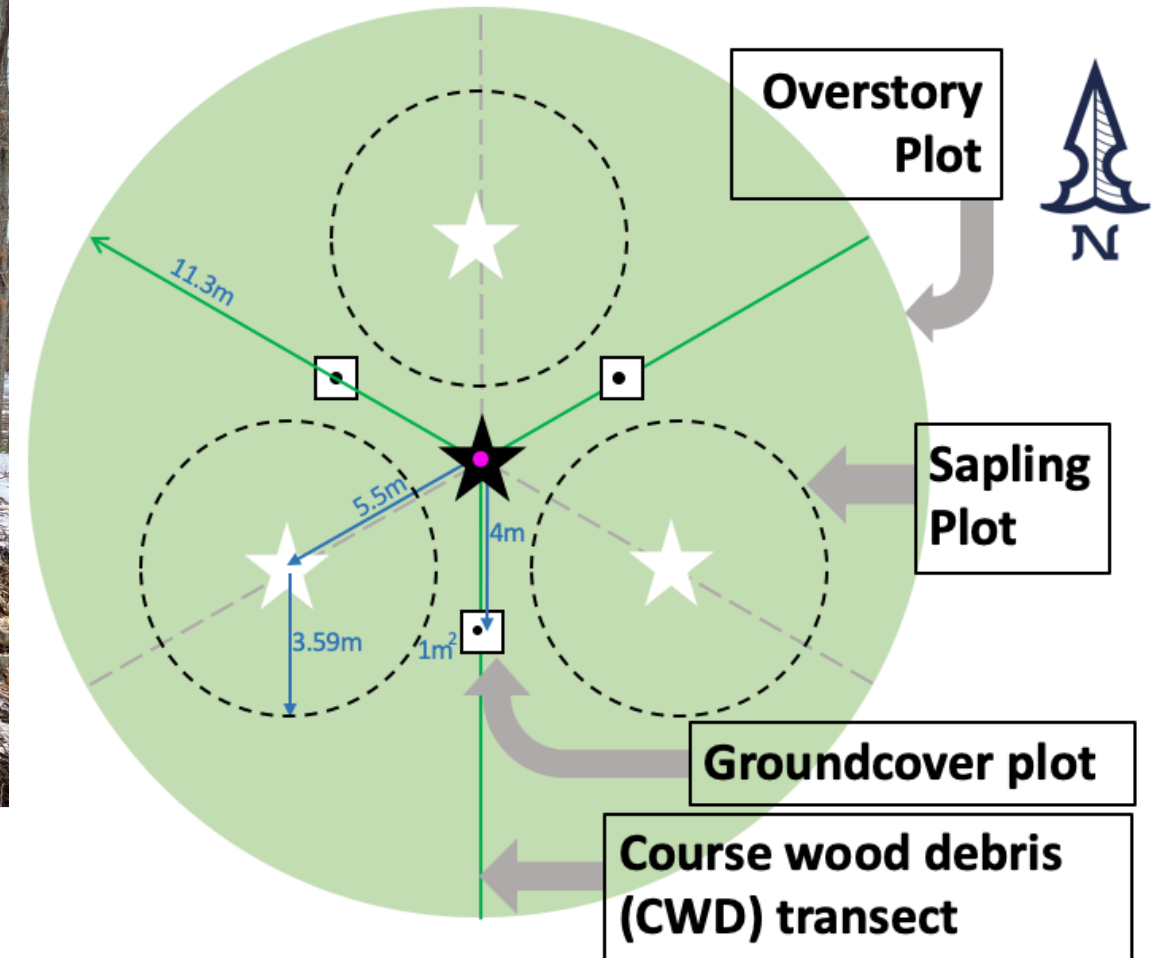 Overstory
Plot
N
11.3m
5.5m
4m
Sapling
Plot
3.59m
1m²
Groundcover plot
Course wood debris
(CWD) transect